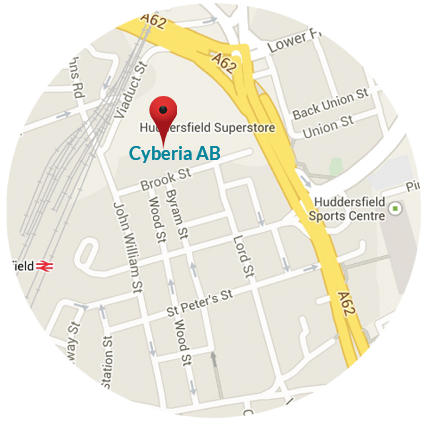 A62
Lower F
A62
hns Rd
Viaduct St
Back Union St
Union St
Huddersfield Superstore
Cyberia AB
Brook St
Huddersfield
Sports Centre
Pi
John William St
Wood St
Byram St
Lord St
field
St Peter's St
A62
Wood St
way St
Station St